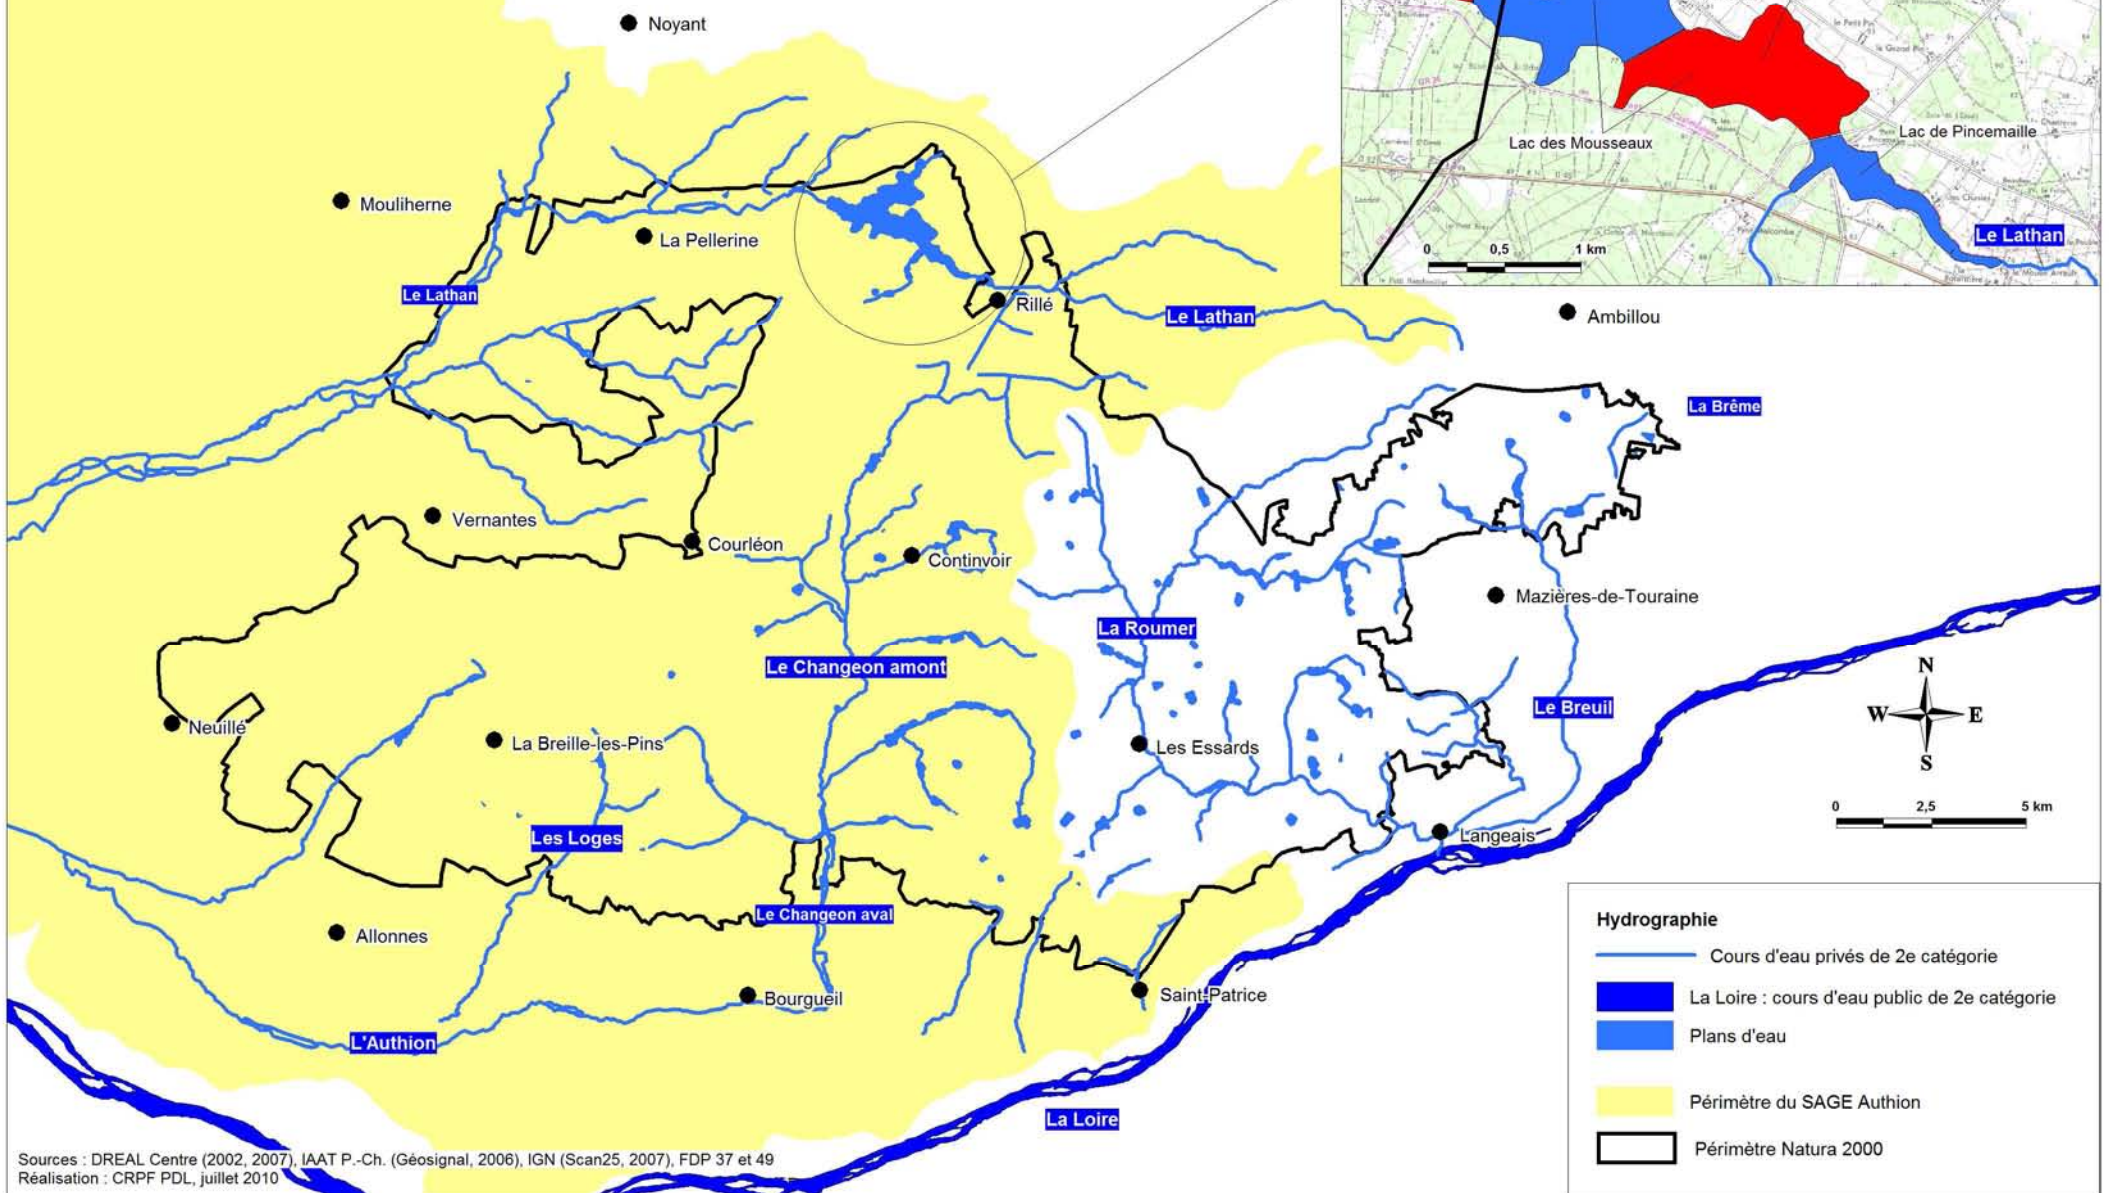 Noyant
Lac de Pincemaille
Lac des Mousseaux
Le Lathan
0 0,5 1 km
Mouliherne
La Pellerine
Le Lathan
Rillé
Le Lathan
Ambillou
La Brême
Vernantes
Courléon
Continvoir
Mazières-de-Touraine
La Roumer
Le Changeon amont
N
W E
S
Le Breuil
Neuillé
La Breille-les-Pins
Les Essards
0 2,5 5 km
Les Loges
Langeais
Le Changeon aval
Allonnes
Bourgueil
Saint-Patrice
L'Authion
La Loire
Hydrographie
Cours d'eau privés de 2e catégorie
La Loire : cours d'eau public de 2e catégorie
Plans d'eau
Périmètre du SAGE Authion
Périmètre Natura 2000
Sources : DREAL Centre (2002, 2007), IAAT P.-Ch. (Géosignal, 2006), IGN (Scan25, 2007), FDP 37 et 49
Réalisation : CRPF PDL, juillet 2010